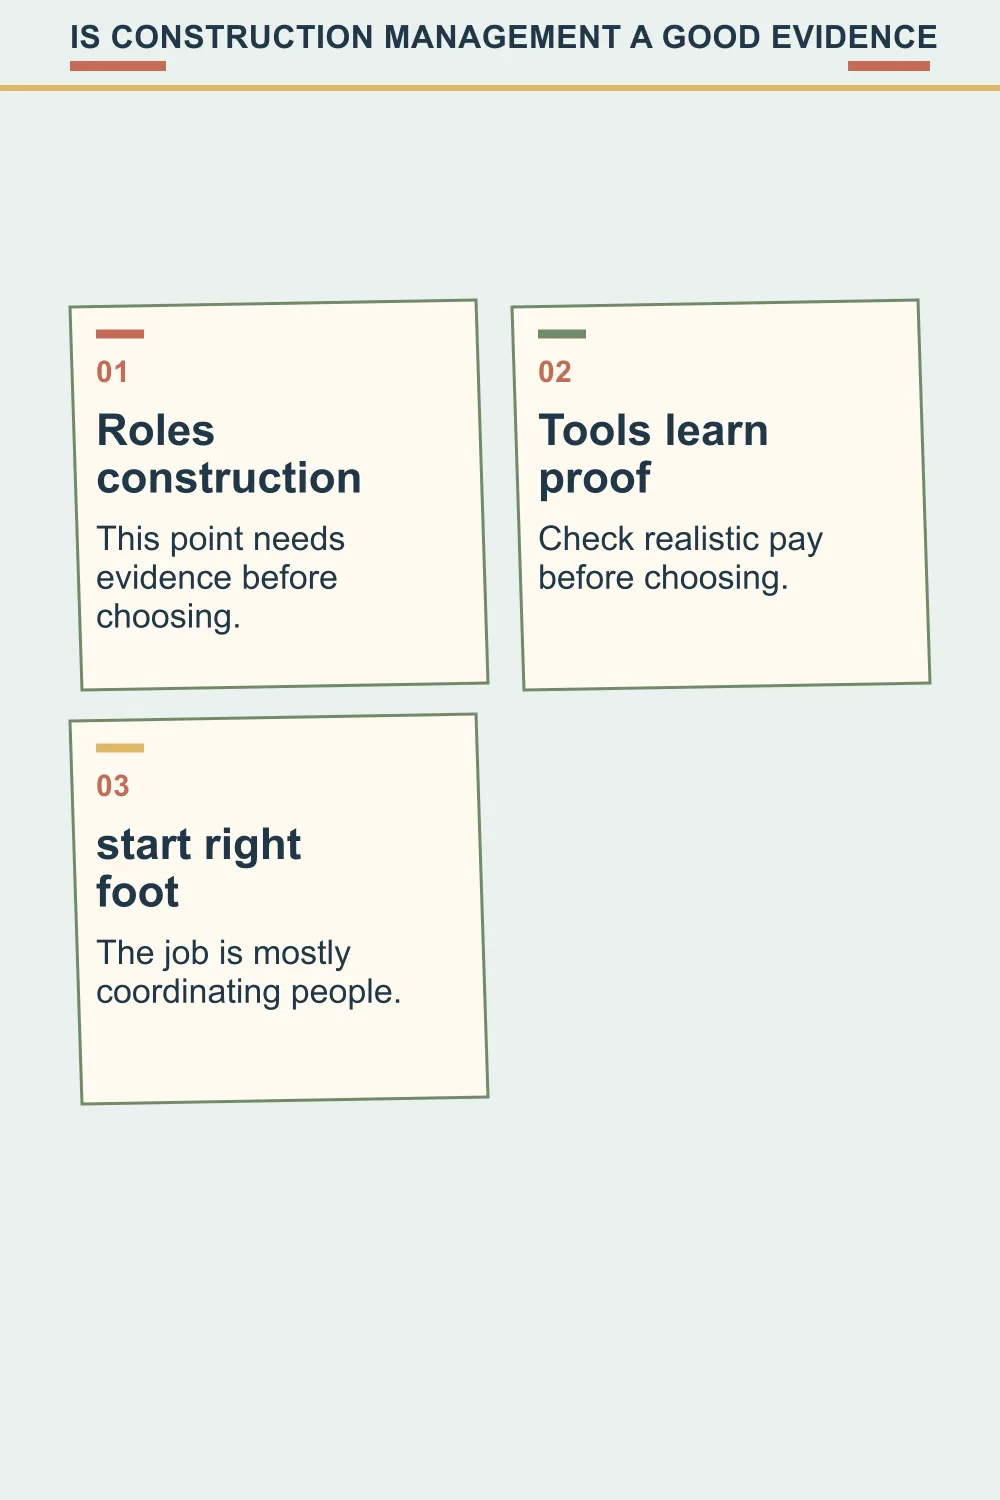 IS CONSTRUCTION MANAGEMENT A GOOD EVIDENCE
01
Roles
construction
This point needs
evidence before
choosing.
02
Tools learn
proof
Check realistic pay
before choosing.
03
start right
foot
The job is mostly
coordinating people.